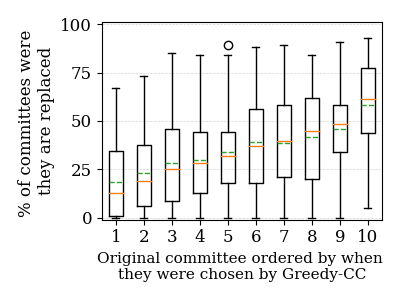 % of committees were
they are replaced
100
75
50
25
0
1 2 3 4 5 6 7 8 9 10
Original committee ordered by when
they were chosen by Greedy-CC